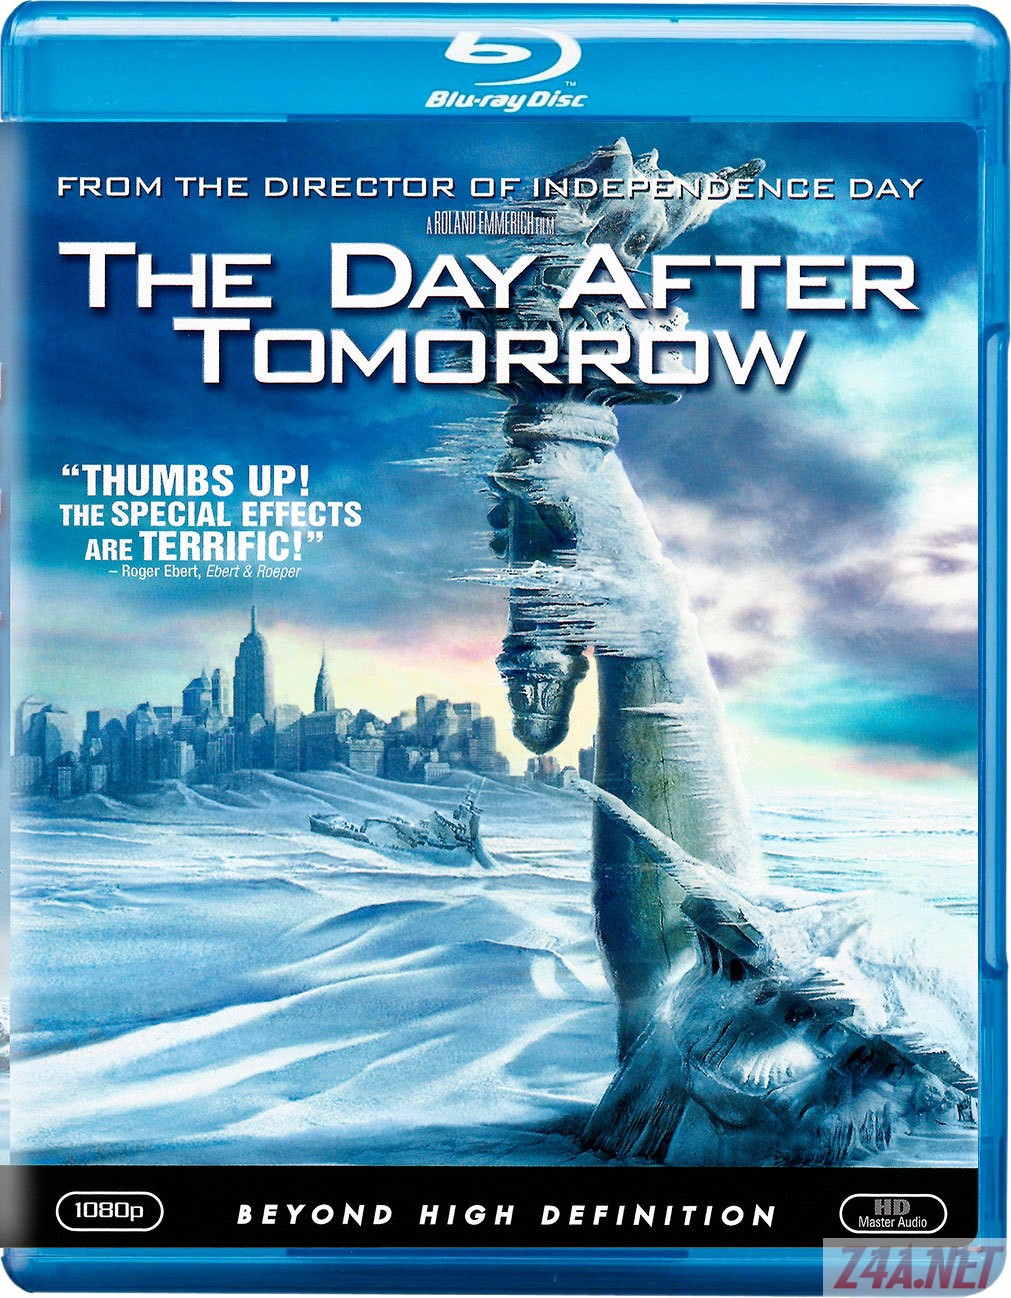 Blu-ray Disc™
FROM THE DIRECTOR OF INDEPENDENCE DAY
A ROLAND EMMERICH FILM
THE DAY AFTER
TOMORROW
“THUMBS UP!
THE SPECIAL EFFECTS
ARE TERRIFIC!”
– Roger Ebert, Ebert & Roeper
1080p
BEYOND HIGH DEFINITION
HD
Master Audio
Z4A.NET